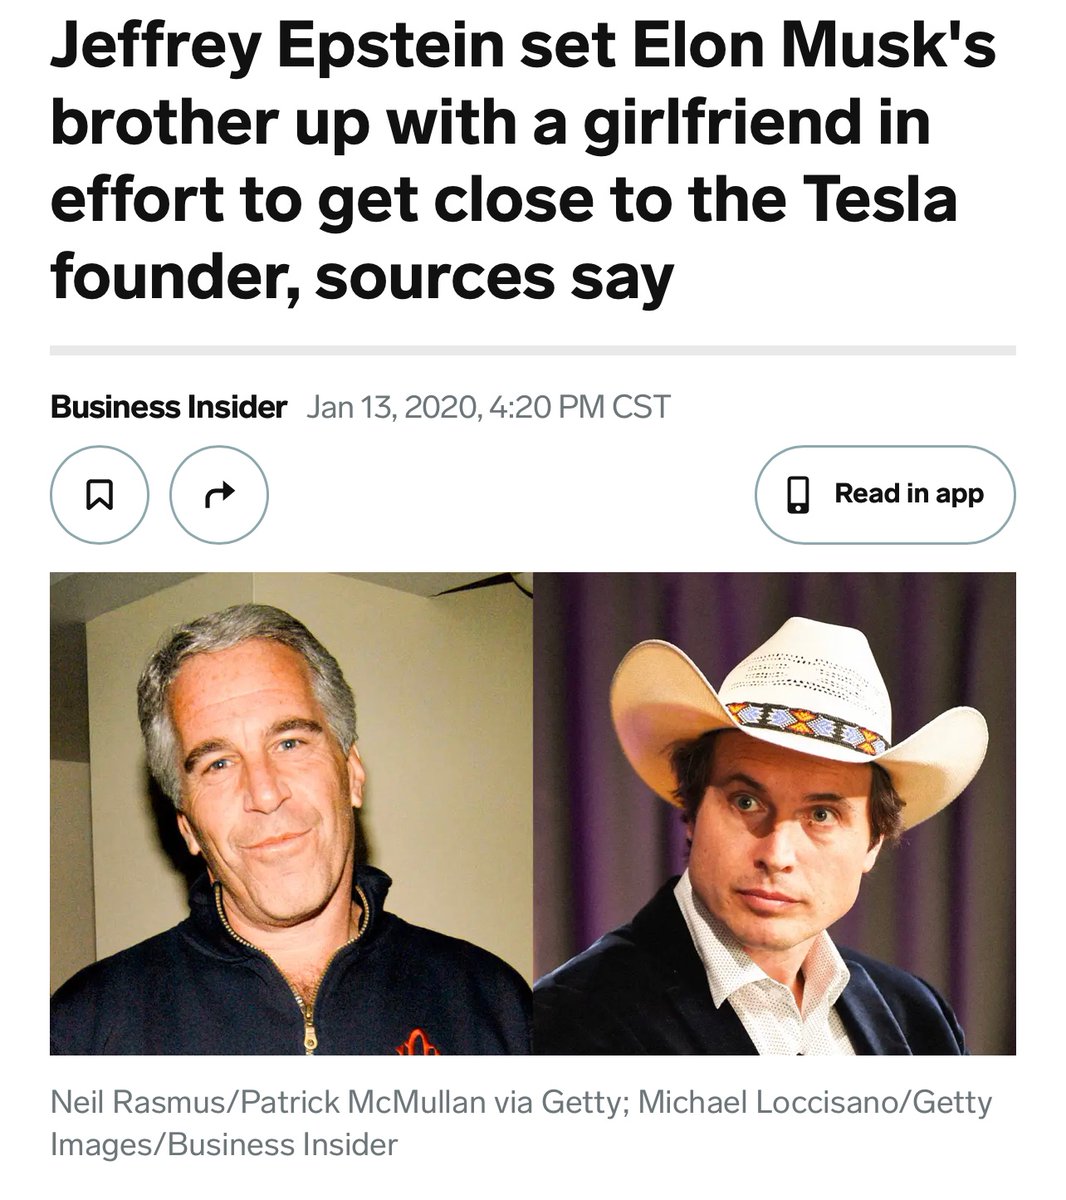 Jeffrey Epstein set Elon Musk's
brother up with a girlfriend in
effort to get close to the Tesla
founder, sources say
Business Insider Jan 13, 2020, 4:20 PM CST
Read in app
Neil Rasmus/Patrick McMullan via Getty; Michael Loccisano/Getty
Images/Business Insider